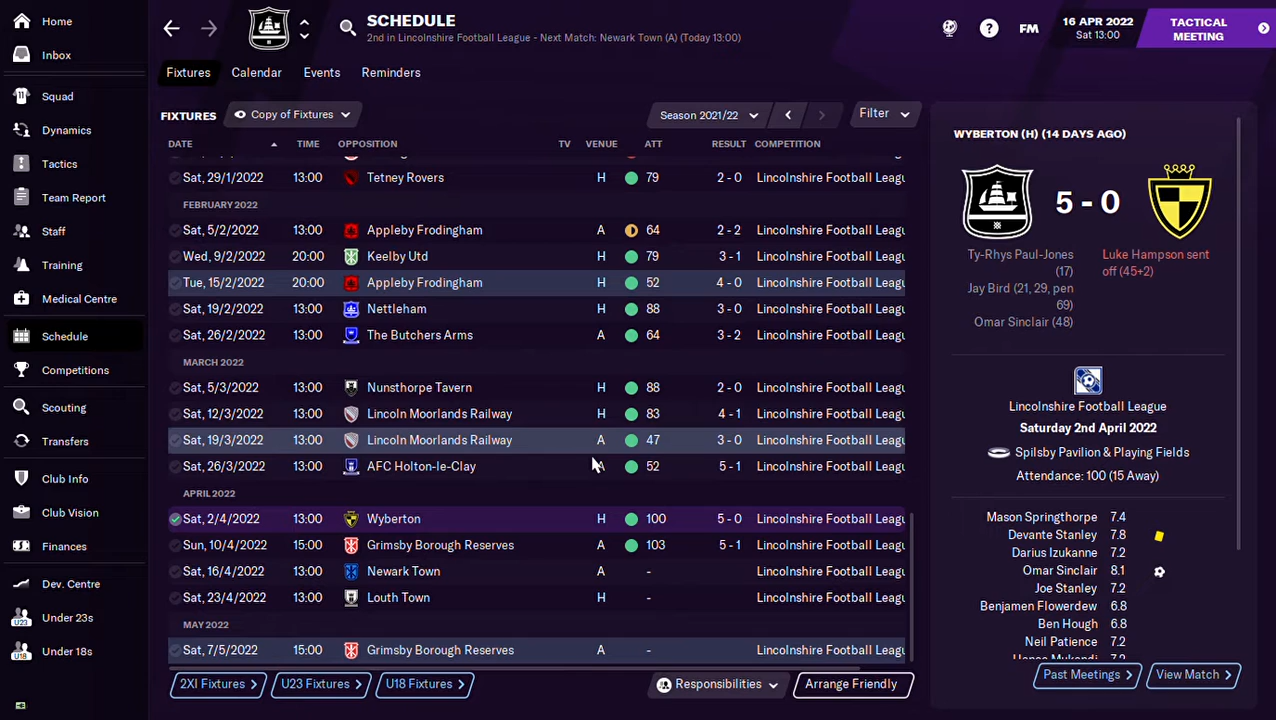 Home
Inbox
Squad
Dynamics
Tactics
Team Report
Staff
Training
Medical Centre
Schedule
Competitions
Scouting
Transfers
Club Info
Club Vision
Finances
Dev. Centre
U23 Under 23s
U18 Under 18s
SCHEDULE
2nd in Lincolnshire Football League - Next Match: Newark Town (A) (Today 13:00)
FM
16 APR 2022
Sat 13:00
TACTICAL
MEETING
Fixtures Calendar Events Reminders
FIXTURES Copy of Fixtures Season 2021/22 Filter
DATE TIME OPPOSITION TV VENUE ATT RESULT COMPETITION
Sat, 29/1/2022 13:00 Tetney Rovers H 79 2 - 0 Lincolnshire Football Leagu
FEBRUARY 2022
Sat, 5/2/2022 13:00 Appleby Frodingham A 64 2 - 2 Lincolnshire Football Leagu
Wed, 9/2/2022 20:00 Keelby Utd H 79 3 - 1 Lincolnshire Football Leagu
Tue, 15/2/2022 20:00 Appleby Frodingham H 52 4 - 0 Lincolnshire Football Leagu
Sat, 19/2/2022 13:00 Nettleham H 88 3 - 0 Lincolnshire Football Leagu
Sat, 26/2/2022 13:00 The Butchers Arms A 64 3 - 2 Lincolnshire Football Leagu
MARCH 2022
Sat, 5/3/2022 13:00 Nunsthorpe Tavern H 88 2 - 0 Lincolnshire Football Leagu
Sat, 12/3/2022 13:00 Lincoln Moorlands Railway H 83 4 - 1 Lincolnshire Football Leagu
Sat, 19/3/2022 13:00 Lincoln Moorlands Railway A 47 3 - 0 Lincolnshire Football Leagu
Sat, 26/3/2022 13:00 AFC Holton-le-Clay A 52 5 - 1 Lincolnshire Football Leagu
APRIL 2022
Sat, 2/4/2022 13:00 Wyberton H 100 5 - 0 Lincolnshire Football Leagu
Sun, 10/4/2022 15:00 Grimsby Borough Reserves A 103 5 - 1 Lincolnshire Football Leagu
Sat, 16/4/2022 13:00 Newark Town A - Lincolnshire Football Leagu
Sat, 23/4/2022 13:00 Louth Town H - Lincolnshire Football Leagu
MAY 2022
Sat, 7/5/2022 15:00 Grimsby Borough Reserves A - Lincolnshire Football Leagu
2XI Fixtures U23 Fixtures U18 Fixtures Responsibilities Arrange Friendly
WYBERTON (H) (14 DAYS AGO)
5 - 0
Ty-Rhys Paul-Jones
(17)
Jay Bird (21, 29, pen
69)
Omar Sinclair (48)
Luke Hampson sent
off (45+2)
Lincolnshire Football League
Saturday 2nd April 2022
Spilsby Pavilion & Playing Fields
Attendance: 100 (15 Away)
Mason Springthorpe 7.4
Devante Stanley 7.8
Darius Izukanne 7.2
Omar Sinclair 8.1
Joe Stanley 7.2
Benjamen Flowerdew 6.8
Ben Hough 6.8
Neil Patience 7.2
Past Meetings View Match